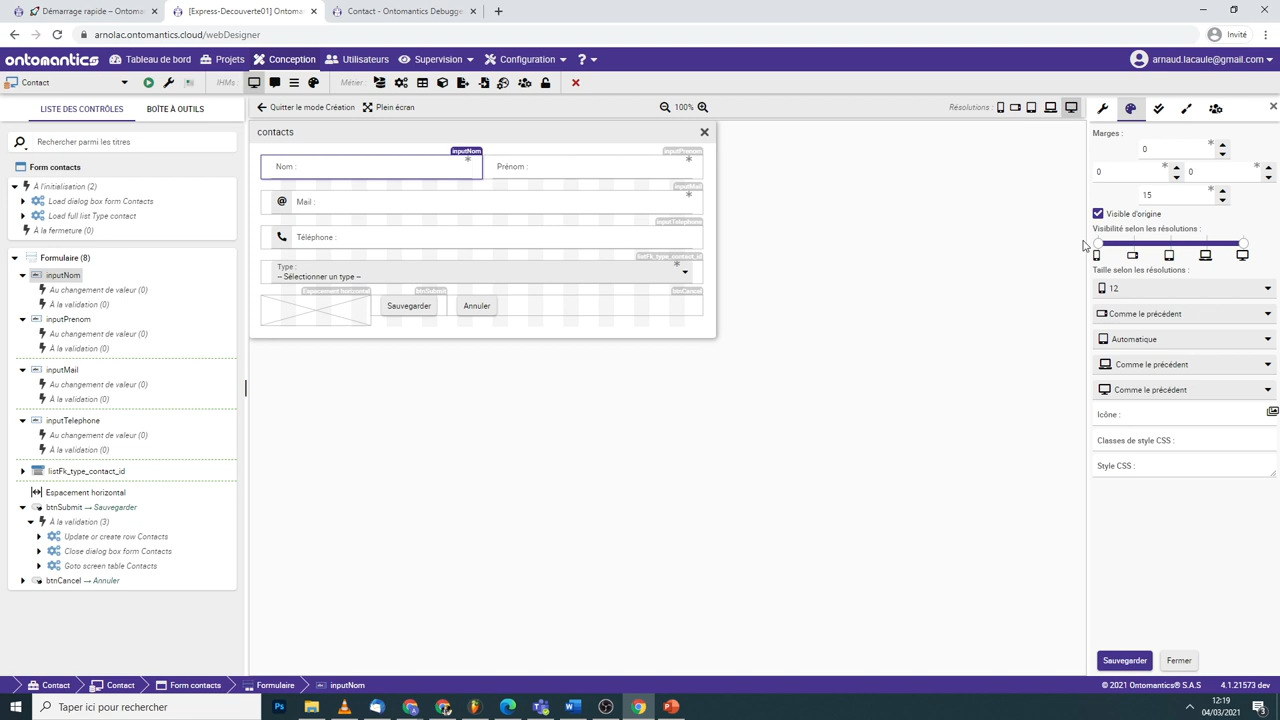 Démarrage rapide – Ontoma
[Express-Decouverte01] Ontoma
Contact - Ontomantics Debugge
arnolac.ontomantics.cloud/webDesigner
Invité
ontomantics
Tableau de bord
Projets
Conception
Utilisateurs
Supervision
Configuration
?
arnaud.lacaule@gmail.com
Contact
IHMs :
Métier :
LISTE DES CONTRÔLES
BOÎTE À OUTILS
Quitter le mode Création
Plein écran
100%
Résolutions :
Rechercher parmi les titres
Form contacts
À l'initialisation (2)
Load dialog box form Contacts
Load full list Type contact
À la fermeture (0)
Formulaire (8)
inputNom
Au changement de valeur (0)
À la validation (0)
inputPrenom
Au changement de valeur (0)
À la validation (0)
inputMail
Au changement de valeur (0)
À la validation (0)
inputTelephone
Au changement de valeur (0)
À la validation (0)
listFk_type_contact_id
Espacement horizontal
btnSubmit → Sauvegarder
À la validation (3)
Update or create row Contacts
Close dialog box form Contacts
Goto screen table Contacts
btnCancel → Annuler
contacts
inputNom
inputPrenom
Nom :
*
Prénom :
*
inputMail
@
Mail :
*
inputTelephone
Téléphone :
listFk_type_contact_id
Type :
*
-- Sélectionner un type --
Espacement horizontal
btnSubmit
btnCancel
Sauvegarder
Annuler
Marges :
0
*
0
*
0
*
15
*
Visible d'origine
Visibilité selon les résolutions :
Taille selon les résolutions :
12
Comme le précédent
Automatique
Comme le précédent
Comme le précédent
Icône :
Classes de style CSS :
Style CSS :
Sauvegarder
Fermer
Contact
Contact
Form contacts
Formulaire
inputNom
© 2021 Ontomantics® S.A.S
4.1.21573 dev
Taper ici pour rechercher
12:19
04/03/2021